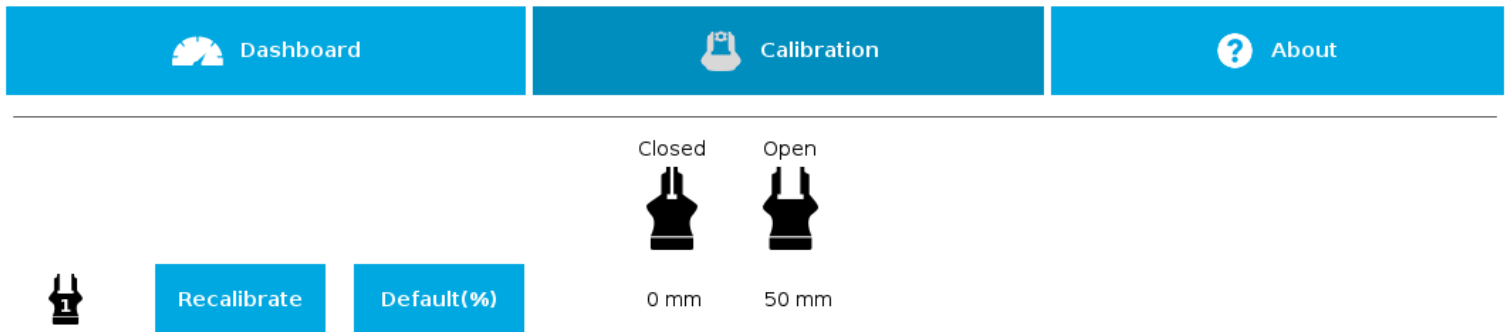 Dashboard Calibration ? About
Closed Open
1 Recalibrate Default(%) 0 mm 50 mm